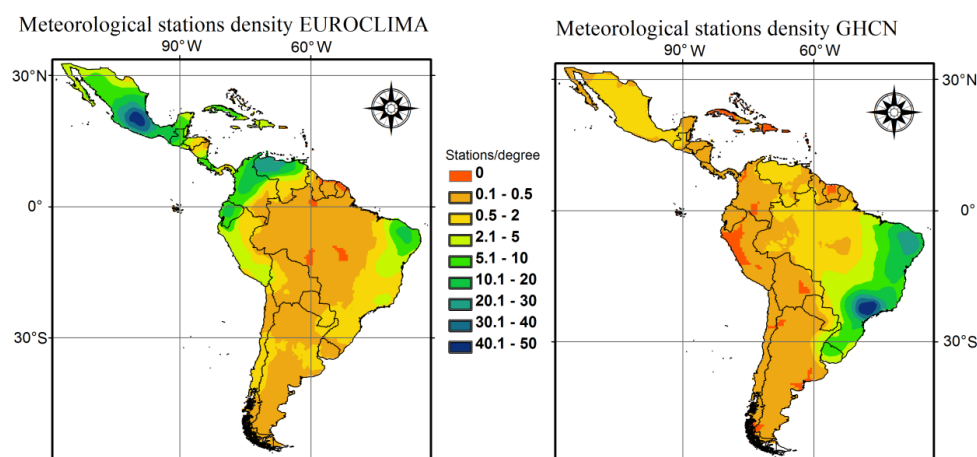 Meteorological stations density EUROCLIMA
90°W
60°W
30°N
0°
30°S
Stations/degree
0
0.1 - 0.5
0.5 - 2
2.1 - 5
5.1 - 10
10.1 - 20
20.1 - 30
30.1 - 40
40.1 - 50
Meteorological stations density GHCN
90°W
60°W
30°N
0°
30°S